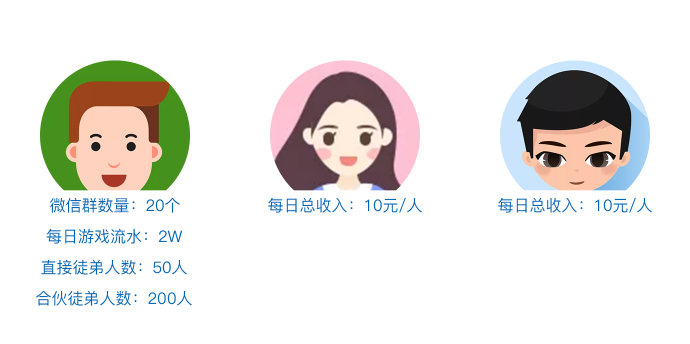 微信群数量：20个
每日游戏流水：2W
直接徒弟人数：50人
合伙徒弟人数：200人
每日总收入：10元/人
每日总收入：10元/人